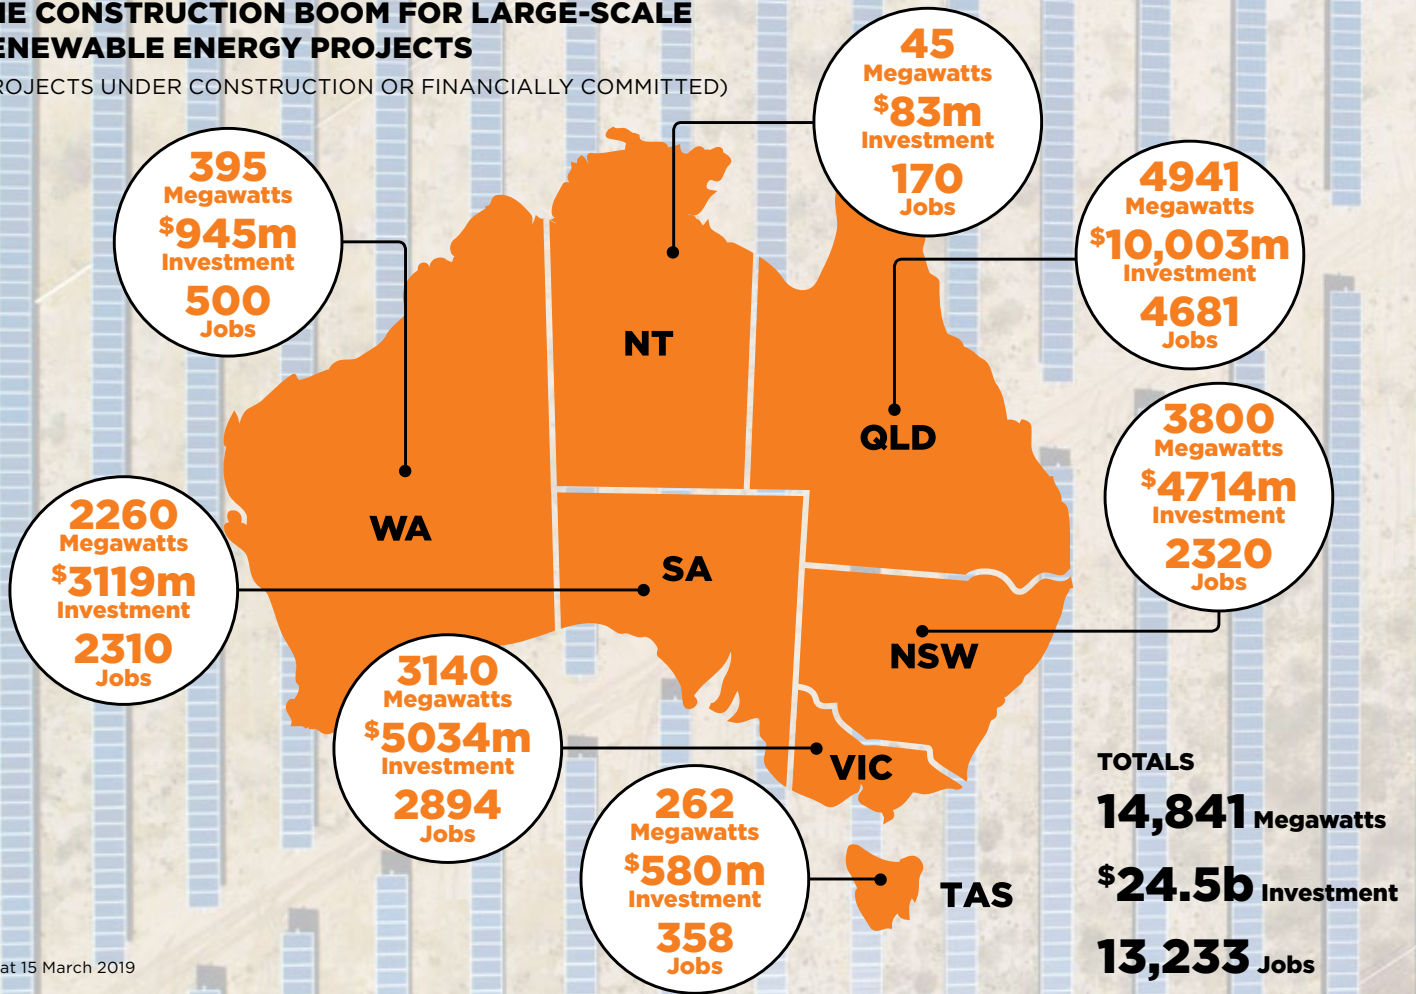 HE CONSTRUCTION BOOM FOR LARGE-SCALE
ENEWABLE ENERGY PROJECTS
ROJECTS UNDER CONSTRUCTION OR FINANCIALLY COMMITTED)
45
Megawatts
$83m
Investment
170
Jobs
395
Megawatts
$945m
Investment
500
Jobs
4941
Megawatts
$10,003m
Investment
4681
Jobs
NT
QLD
3800
Megawatts
$4714m
Investment
2320
Jobs
WA
2260
Megawatts
$3119m
Investment
2310
Jobs
SA
NSW
3140
Megawatts
$5034m
Investment
2894
Jobs
VIC
262
Megawatts
$580m
Investment
358
Jobs
TAS
TOTALS
14,841 Megawatts
$24.5b Investment
13,233 Jobs
at 15 March 2019